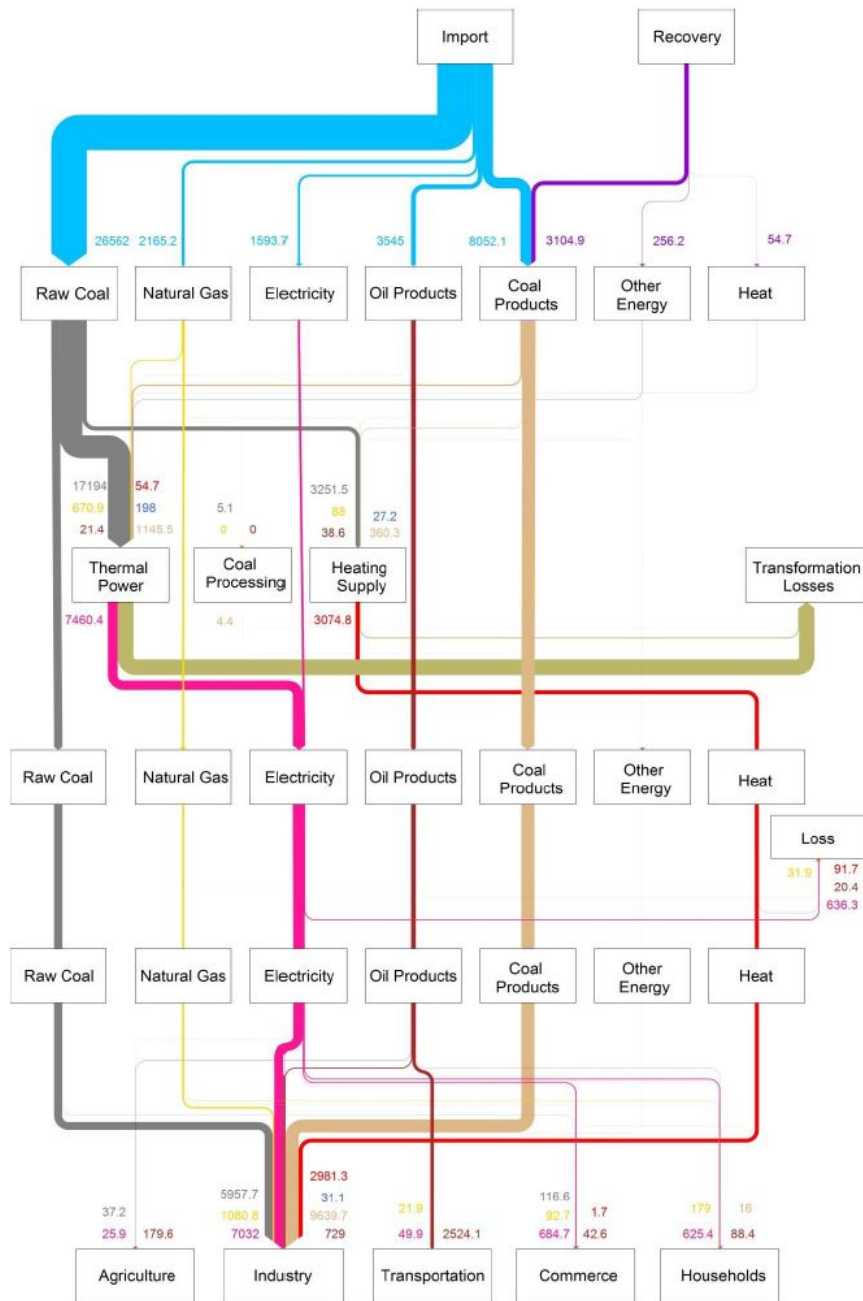 Import
Recovery
26562 2165.2 1593.7 3545 8052.1 3104.9 256.2 54.7
Raw Coal
Natural Gas
Electricity
Oil Products
Coal
Products
Other
Energy
Heat
17194 54.7
670.9 198
21.4 1145.5
5.1
0 0
3251.5
88 27.2
38.6 360.3
Thermal
Power
Coal
Processing
Heating
Supply
Transformation
Losses
7460.4
4.4
3074.8
Raw Coal
Natural Gas
Electricity
Oil Products
Coal
Products
Other
Energy
Heat
Loss
31.9 91.7
20.4
636.3
Raw Coal
Natural Gas
Electricity
Oil Products
Coal
Products
Other
Energy
Heat
37.2
25.9 179.6
2981.3
5957.7 31.1
1080.8 9639.7
7032 729
21.9
49.9 2524.1
116.6
92.7 1.7
684.7 42.6
179 16
625.4 88.4
Agriculture
Industry
Transportation
Commerce
Households